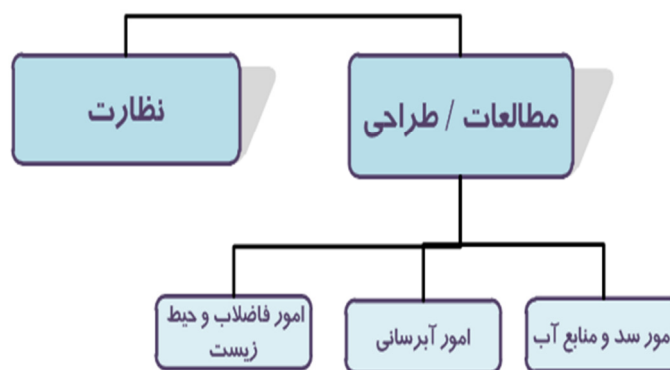 مطالعات / طراحی
نظارت
مور سد و منابع آب
امور آبرسانی
امور فاضلاب و حیط
زیست